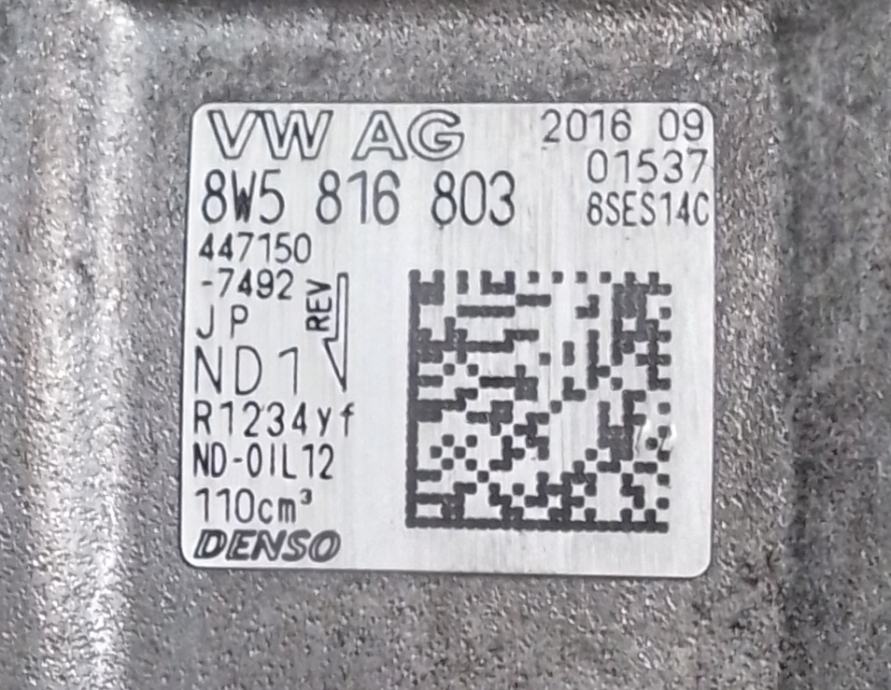 VW AG 2016 09
01537
8W5 816 803 6SES14C
447150
-7492 REV
JP
ND1
R1234yf
ND-OIL12
110cm³
DENSO